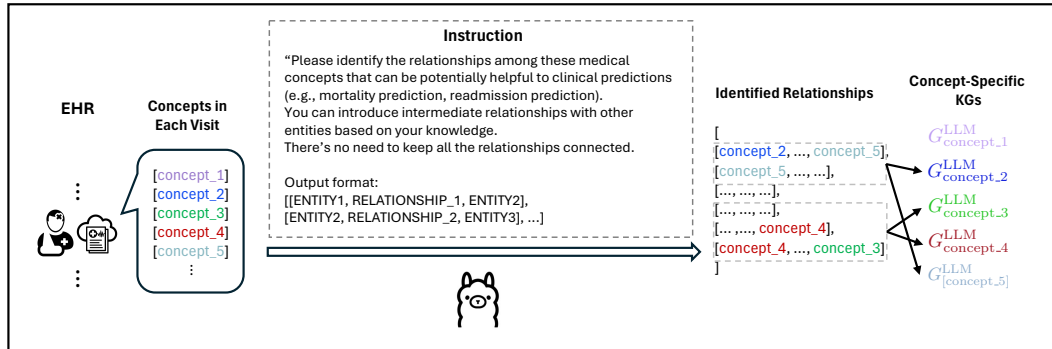 EHR
Concepts in
Each Visit
[concept_1]
[concept_2]
[concept_3]
[concept_4]
[concept_5]
⋮
Instruction
“Please identify the relationships among these medical
concepts that can be potentially helpful to clinical predictions
(e.g., mortality prediction, readmission prediction).
You can introduce intermediate relationships with other
entities based on your knowledge.
There’s no need to keep all the relationships connected.
Output format:
[[ENTITY1, RELATIONSHIP_1, ENTITY2],
[ENTITY2, RELATIONSHIP_2, ENTITY3], ...]
Identified Relationships
[
[concept_2, ..., concept_5],
[concept_5, ..., ...],
[..., ..., ...],
[..., ..., ...],
[... ,..., concept_4],
[concept_4, ..., concept_3]
]
Concept-Specific
KGs
G^LLM_concept_1
G^LLM_concept_2
G^LLM_concept_3
G^LLM_concept_4
G^LLM_[concept_5]